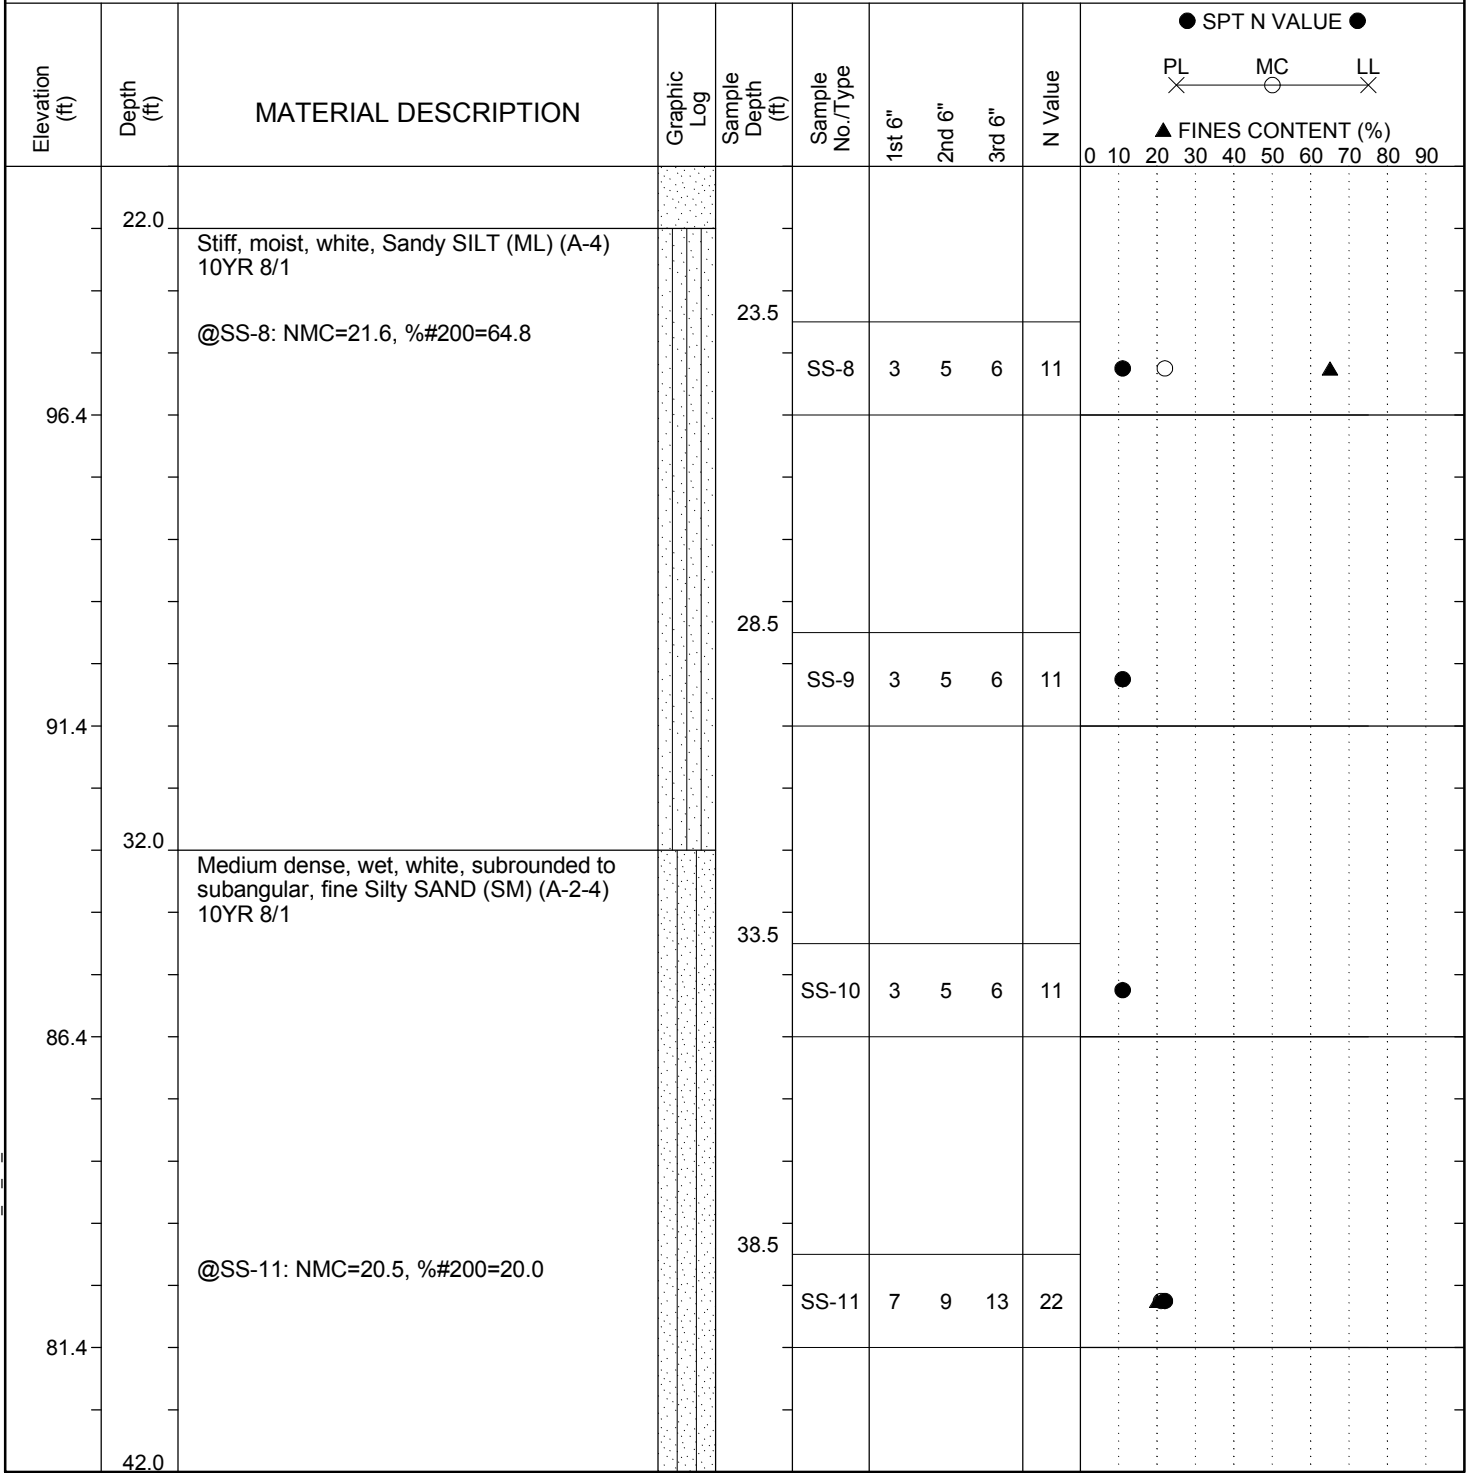 ● SPT N VALUE ●
PL MC LL
▲ FINES CONTENT (%)
0 10 20 30 40 50 60 70 80 90
Elevation (ft)
Depth (ft)
MATERIAL DESCRIPTION
Graphic Log
Sample Depth (ft)
Sample No./Type
1st 6"
2nd 6"
3rd 6"
N Value
22.0
Stiff, moist, white, Sandy SILT (ML) (A-4)
10YR 8/1
23.5
@SS-8: NMC=21.6, %#200=64.8
SS-8 3 5 6 11
96.4
28.5
SS-9 3 5 6 11
91.4
32.0
Medium dense, wet, white, subrounded to
subangular, fine Silty SAND (SM) (A-2-4)
10YR 8/1
33.5
SS-10 3 5 6 11
86.4
38.5
@SS-11: NMC=20.5, %#200=20.0
SS-11 7 9 13 22
81.4
42.0